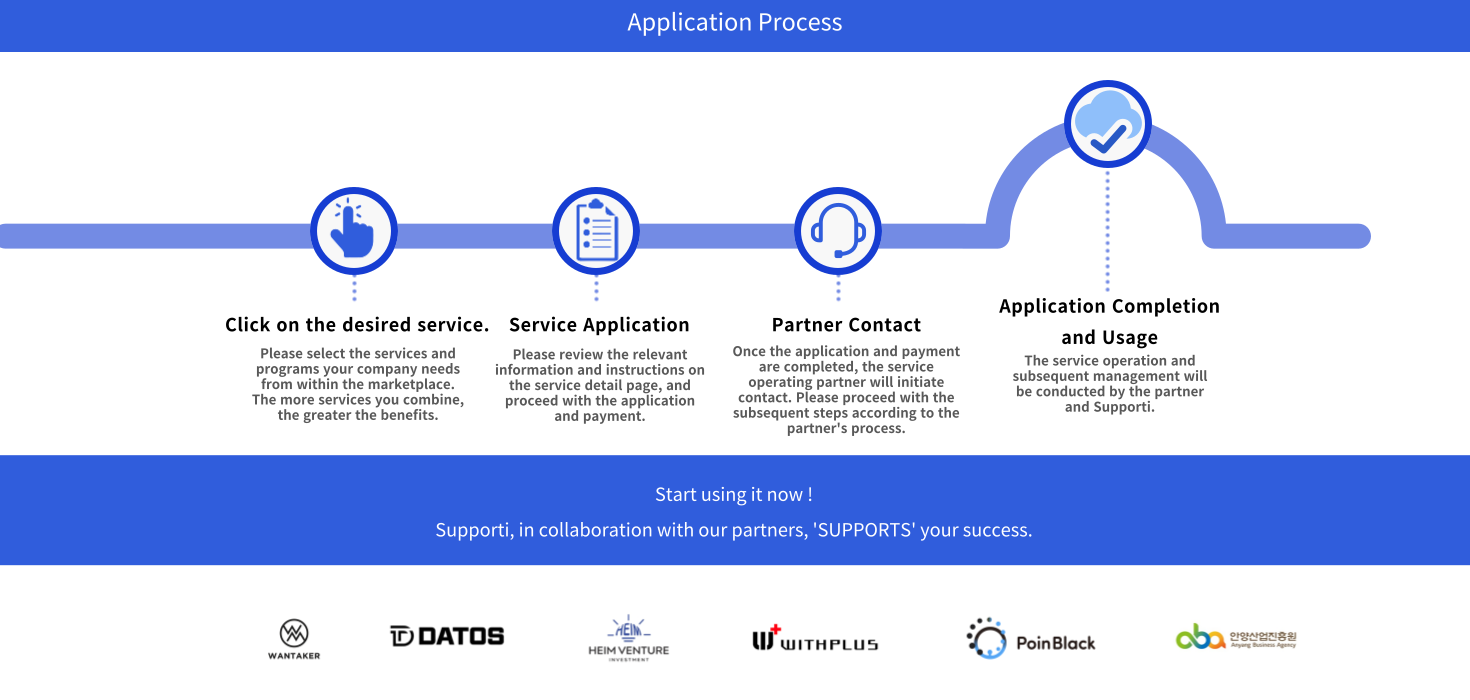 Application Process
Click on the desired service.
Please select the services and
programs your company needs
from within the marketplace.
The more services you combine,
the greater the benefits.
Service Application
Please review the relevant
information and instructions on
the service detail page, and
proceed with the application
and payment.
Partner Contact
Once the application and payment
are completed, the service
operating partner will initiate
contact. Please proceed with the
subsequent steps according to the
partner's process.
Application Completion
and Usage
The service operation and
subsequent management will
be conducted by the partner
and Supporti.
Start using it now !
Supporti, in collaboration with our partners, 'SUPPORTS' your success.
WANTAKER
DATOS
HEIM
HEIM VENTURE
INVESTMENT
WITHPLUS
PoinBlack
aba
안양산업진흥원
Anyang Business Agency